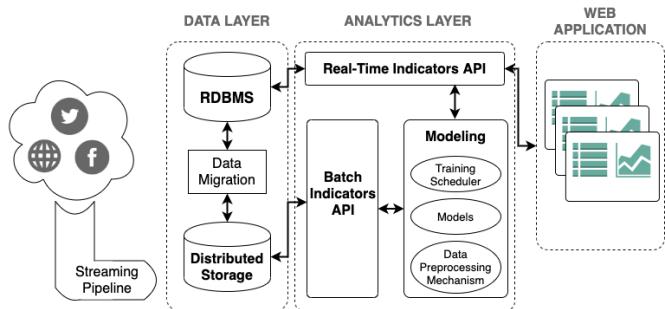 DATA LAYER
ANALYTICS LAYER
WEB
APPLICATION
RDBMS
Real-Time Indicators API
Data
Migration
Batch
Indicators
API
Modeling
Training
Scheduler
Models
Data
Preprocessing
Mechanism
Distributed
Storage
Streaming
Pipeline